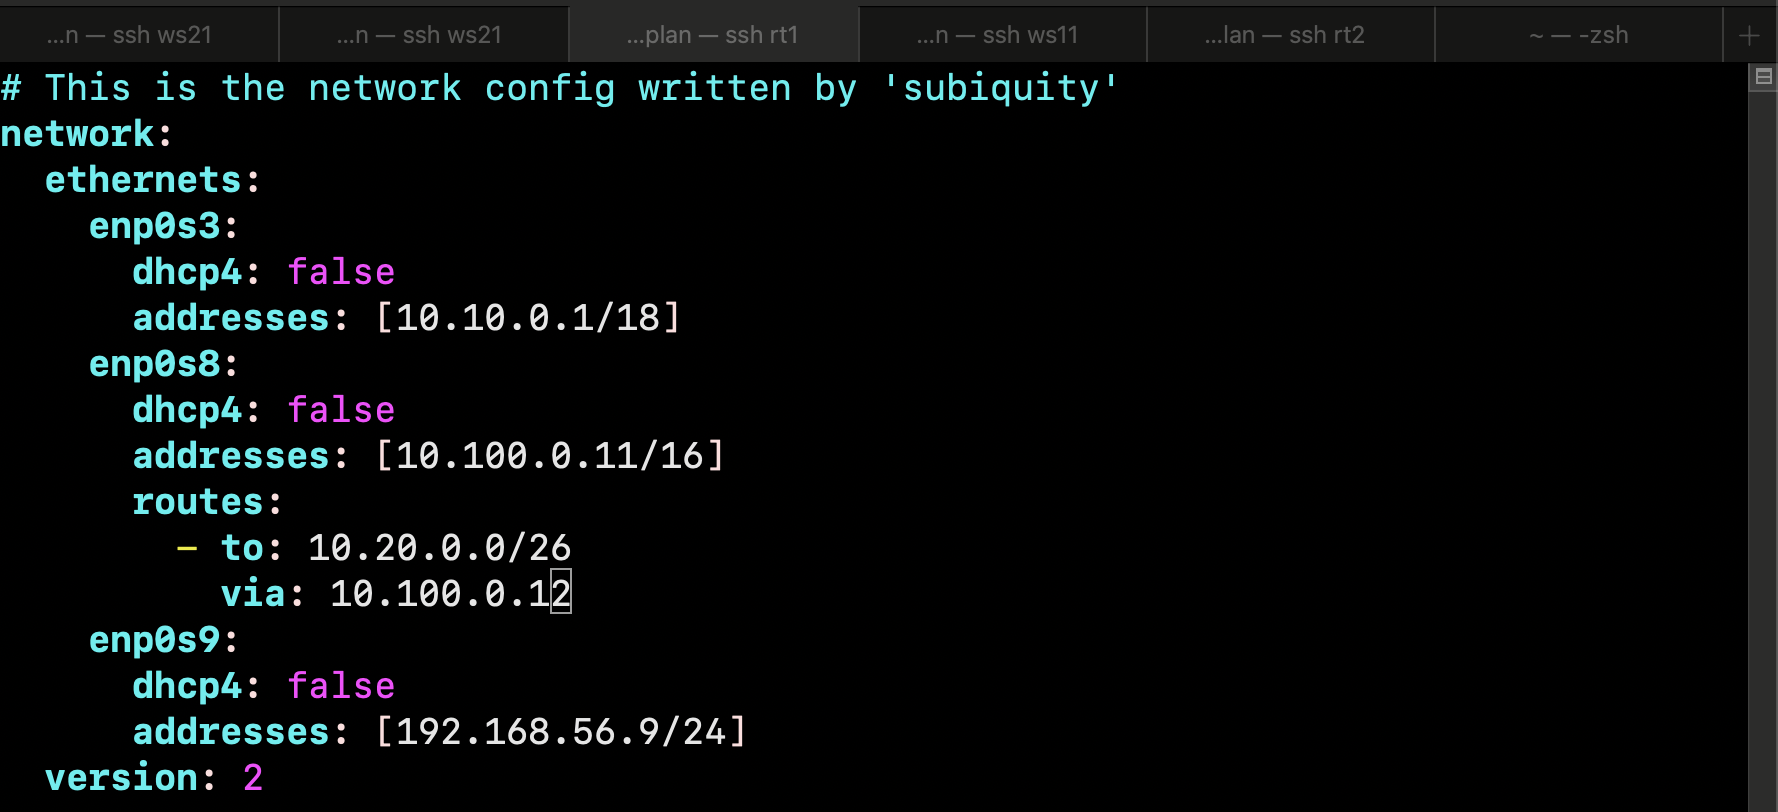 ...n — ssh ws21 ...n — ssh ws21 ...plan — ssh rt1 ...n — ssh ws11 ...lan — ssh rt2 ~ — -zsh +
# This is the network config written by 'subiquity'
network:
  ethernets:
    enp0s3:
      dhcp4: false
      addresses: [10.10.0.1/18]
    enp0s8:
      dhcp4: false
      addresses: [10.100.0.11/16]
      routes:
        - to: 10.20.0.0/26
          via: 10.100.0.12
    enp0s9:
      dhcp4: false
      addresses: [192.168.56.9/24]
  version: 2